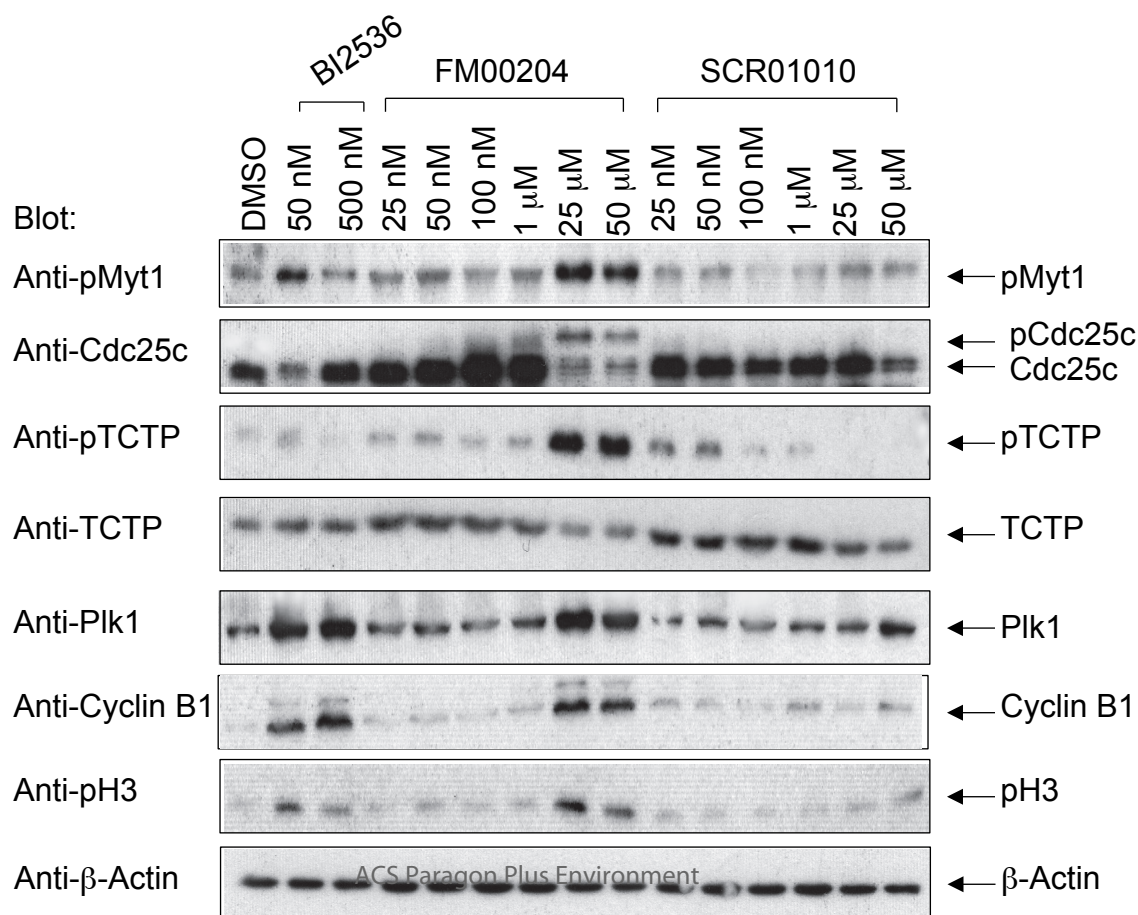 BI2536
FM00204
SCR01010
DMSO
50 nM
500 nM
25 nM
50 nM
100 nM
1 μM
25 μM
50 μM
25 nM
50 nM
100 nM
1 μM
25 μM
50 μM
Blot:
Anti-pMyt1
pMyt1
Anti-Cdc25c
pCdc25c
Cdc25c
Anti-pTCTP
pTCTP
Anti-TCTP
TCTP
Anti-Plk1
Plk1
Anti-Cyclin B1
Cyclin B1
Anti-pH3
pH3
Anti-β-Actin
β-Actin
ACS Paragon Plus Environment